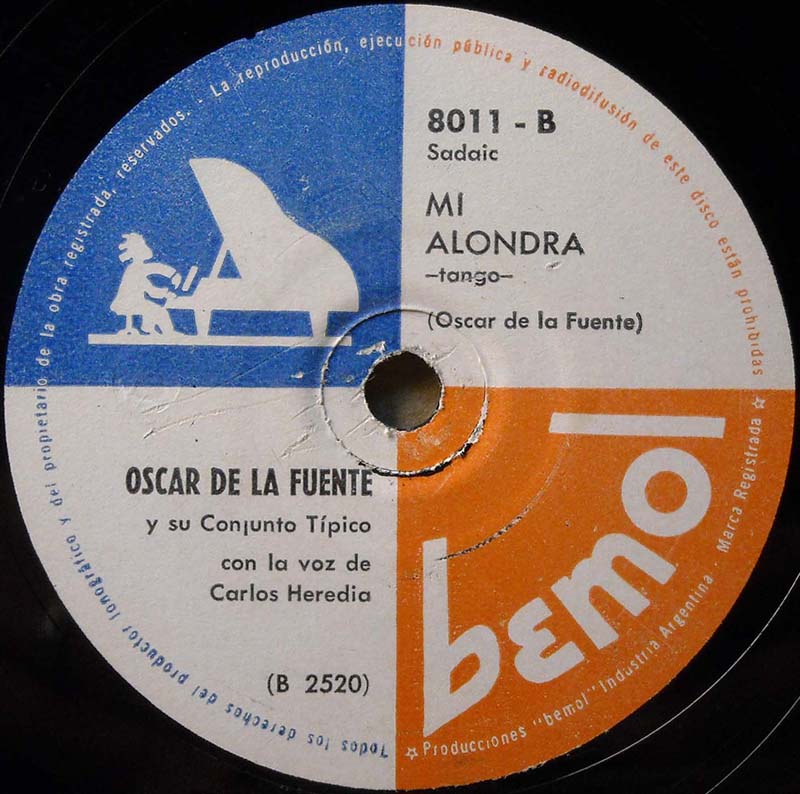 8011 - B
Sadaic
MI
ALONDRA
-tango-
(Oscar de la Fuente)
OSCAR DE LA FUENTE
y su Conjunto Típico
con la voz de
Carlos Heredia
(B 2520)
bemol
☆ Producciones "bemol" Industria Argentina · Marca Registrada ☆
Todos los derechos del productor fonográfico y del propietario de la obra registrada, reservados. - La reproducción, ejecución pública y radiodifusión de este disco están prohibidas